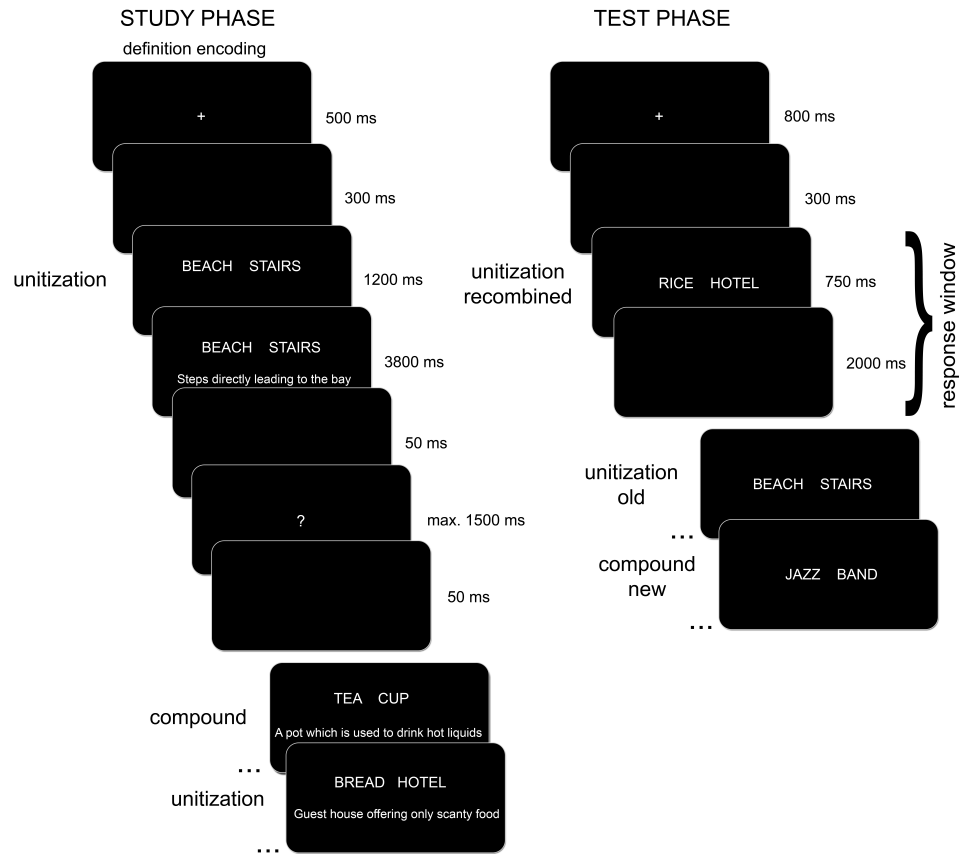 STUDY PHASE
definition encoding
+
500 ms
300 ms
unitization
BEACH STAIRS
1200 ms
BEACH STAIRS
Steps directly leading to the bay
3800 ms
50 ms
?
max. 1500 ms
50 ms
compound
TEA CUP
A pot which is used to drink hot liquids
...
unitization
BREAD HOTEL
Guest house offering only scanty food
...
TEST PHASE
+
800 ms
300 ms
unitization
recombined
RICE HOTEL
750 ms
2000 ms
response window
unitization
old
BEACH STAIRS
...
compound
new
JAZZ BAND
...